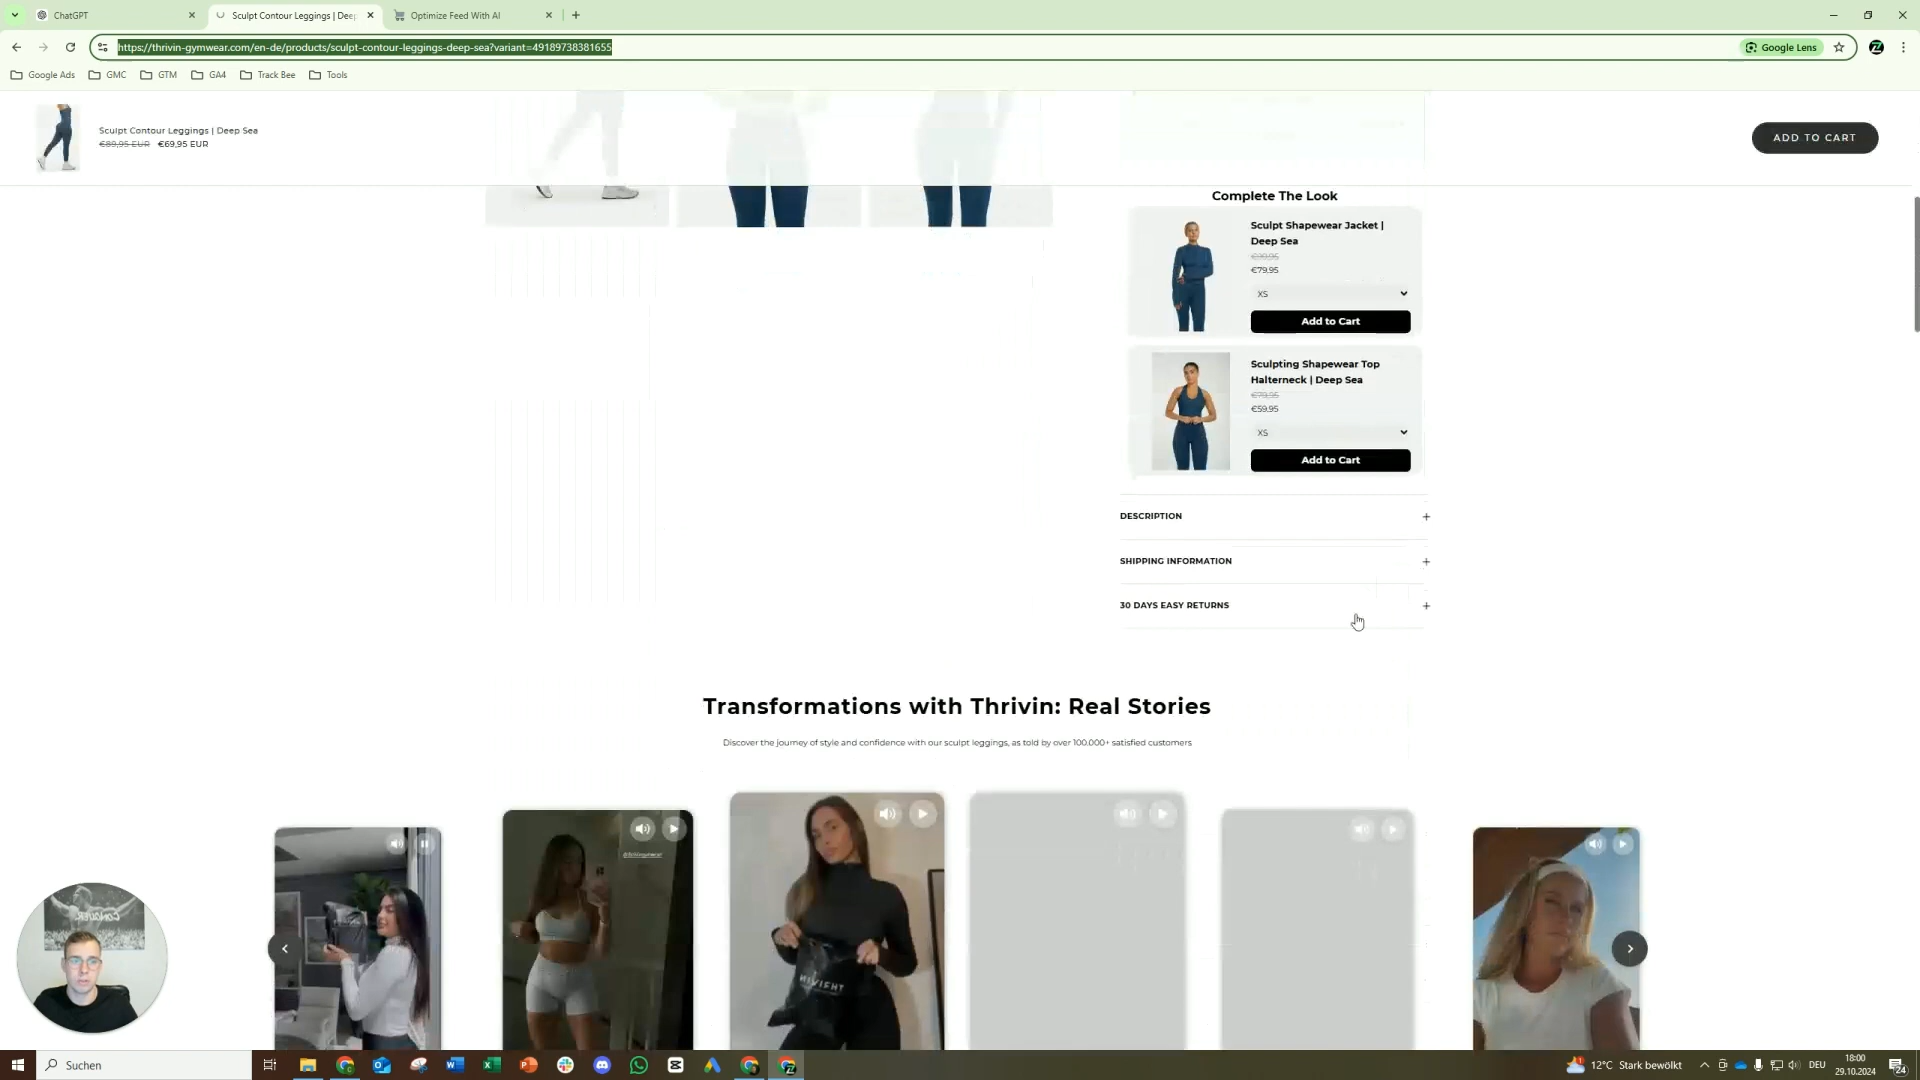 ChatGPT
Sculpt Contour Leggings | Deep
Optimize Feed With AI
https://thrivin-gymwear.com/en-de/products/sculpt-contour-leggings-deep-sea?variant=49189738381655
Google Lens
Google Ads
GMC
GTM
GA4
Track Bee
Tools
Sculpt Contour Leggings | Deep Sea
€89,95 EUR €69,95 EUR
ADD TO CART
Complete The Look
Sculpt Shapewear Jacket |
Deep Sea
€79,95
XS
Add to Cart
Sculpting Shapewear Top
Halterneck | Deep Sea
€79,95
€59,95
XS
Add to Cart
DESCRIPTION
SHIPPING INFORMATION
30 DAYS EASY RETURNS
Transformations with Thrivin: Real Stories
Discover the journey of style and confidence with our sculpt leggings, as told by over 100.000+ satisfied customers
CONQUER.
Suchen
12°C Stark bewölkt
DEU
18:00
29.10.2024
24